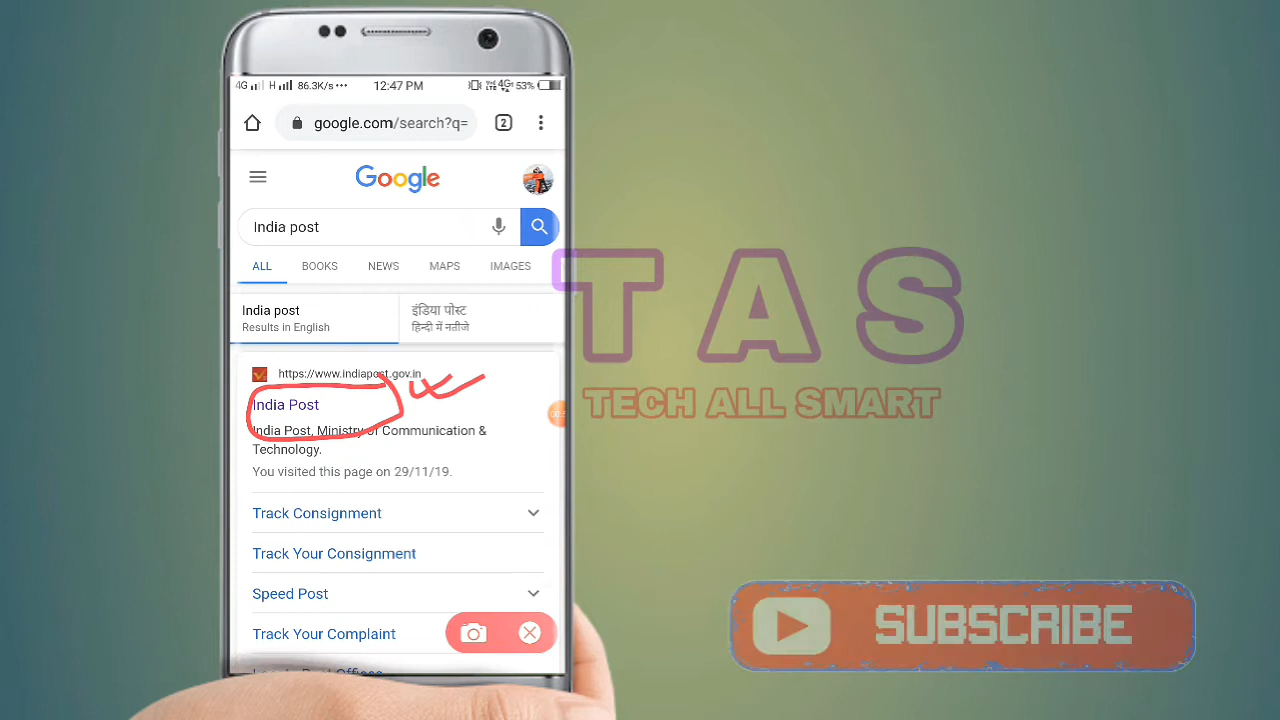 4G H 86.3K/s ··· 12:47 PM 4G 53%
google.com/search?q= 2
Google
India post
ALL BOOKS NEWS MAPS IMAGES
India post
Results in English
इंडिया पोस्ट
हिन्दी में नतीजे
https://www.indiapost.gov.in
India Post
India Post, Ministry of Communication &
Technology.
You visited this page on 29/11/19.
Track Consignment
Track Your Consignment
Speed Post
Track Your Complaint
TAS
TECH ALL SMART
SUBSCRIBE